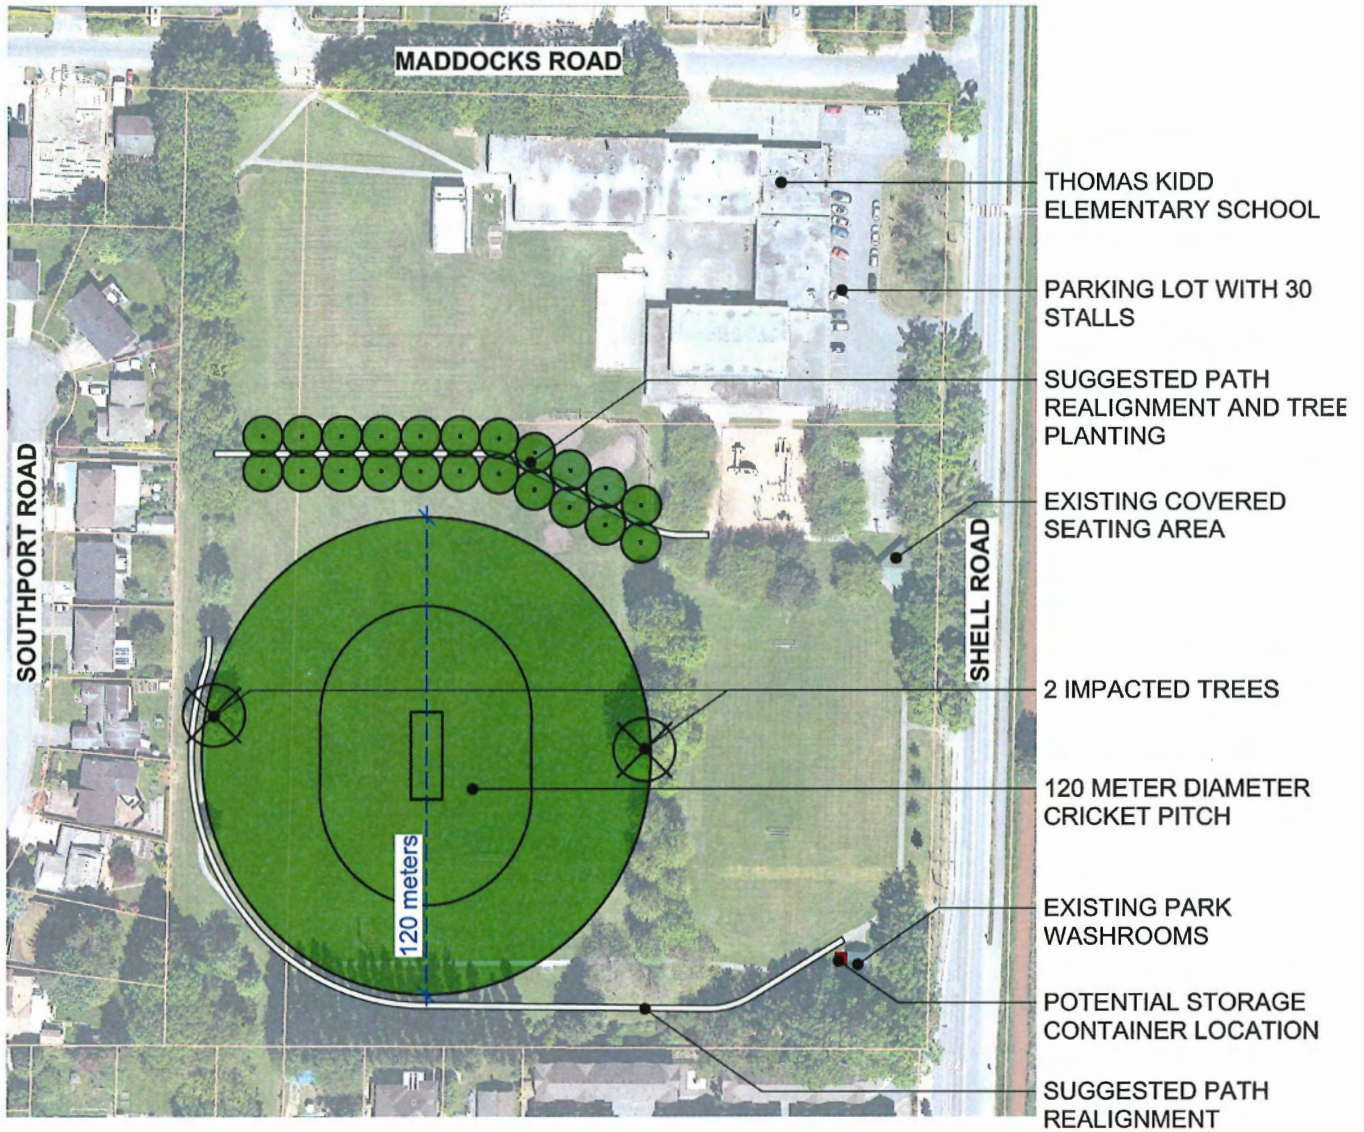 MADDOCKS ROAD
THOMAS KIDD
ELEMENTARY SCHOOL
PARKING LOT WITH 30
STALLS
SUGGESTED PATH
REALIGNMENT AND TREE
PLANTING
EXISTING COVERED
SEATING AREA
SOUTHPORT ROAD
SHELL ROAD
2 IMPACTED TREES
120 METER DIAMETER
CRICKET PITCH
120 meters
EXISTING PARK
WASHROOMS
POTENTIAL STORAGE
CONTAINER LOCATION
SUGGESTED PATH
REALIGNMENT